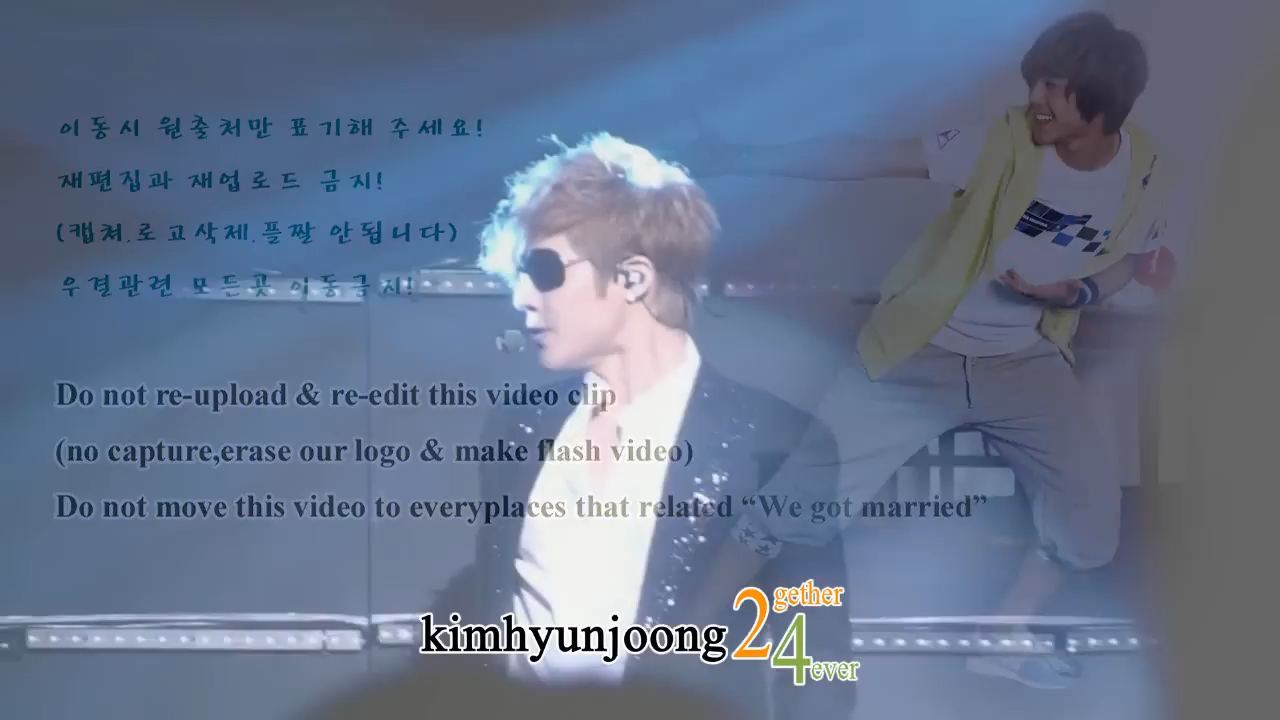 이동시 원출처만 표기해 주세요!
재편집과 재업로드 금지!
(캡쳐.로고삭제.플짤 안됩니다)
우결관련 모든곳 이동금지!
Do not re-upload & re-edit this video clip
(no capture,erase our logo & make flash video)
Do not move this video to everyplaces that related “We got married”
kimhyunjoong 2gether 4ever